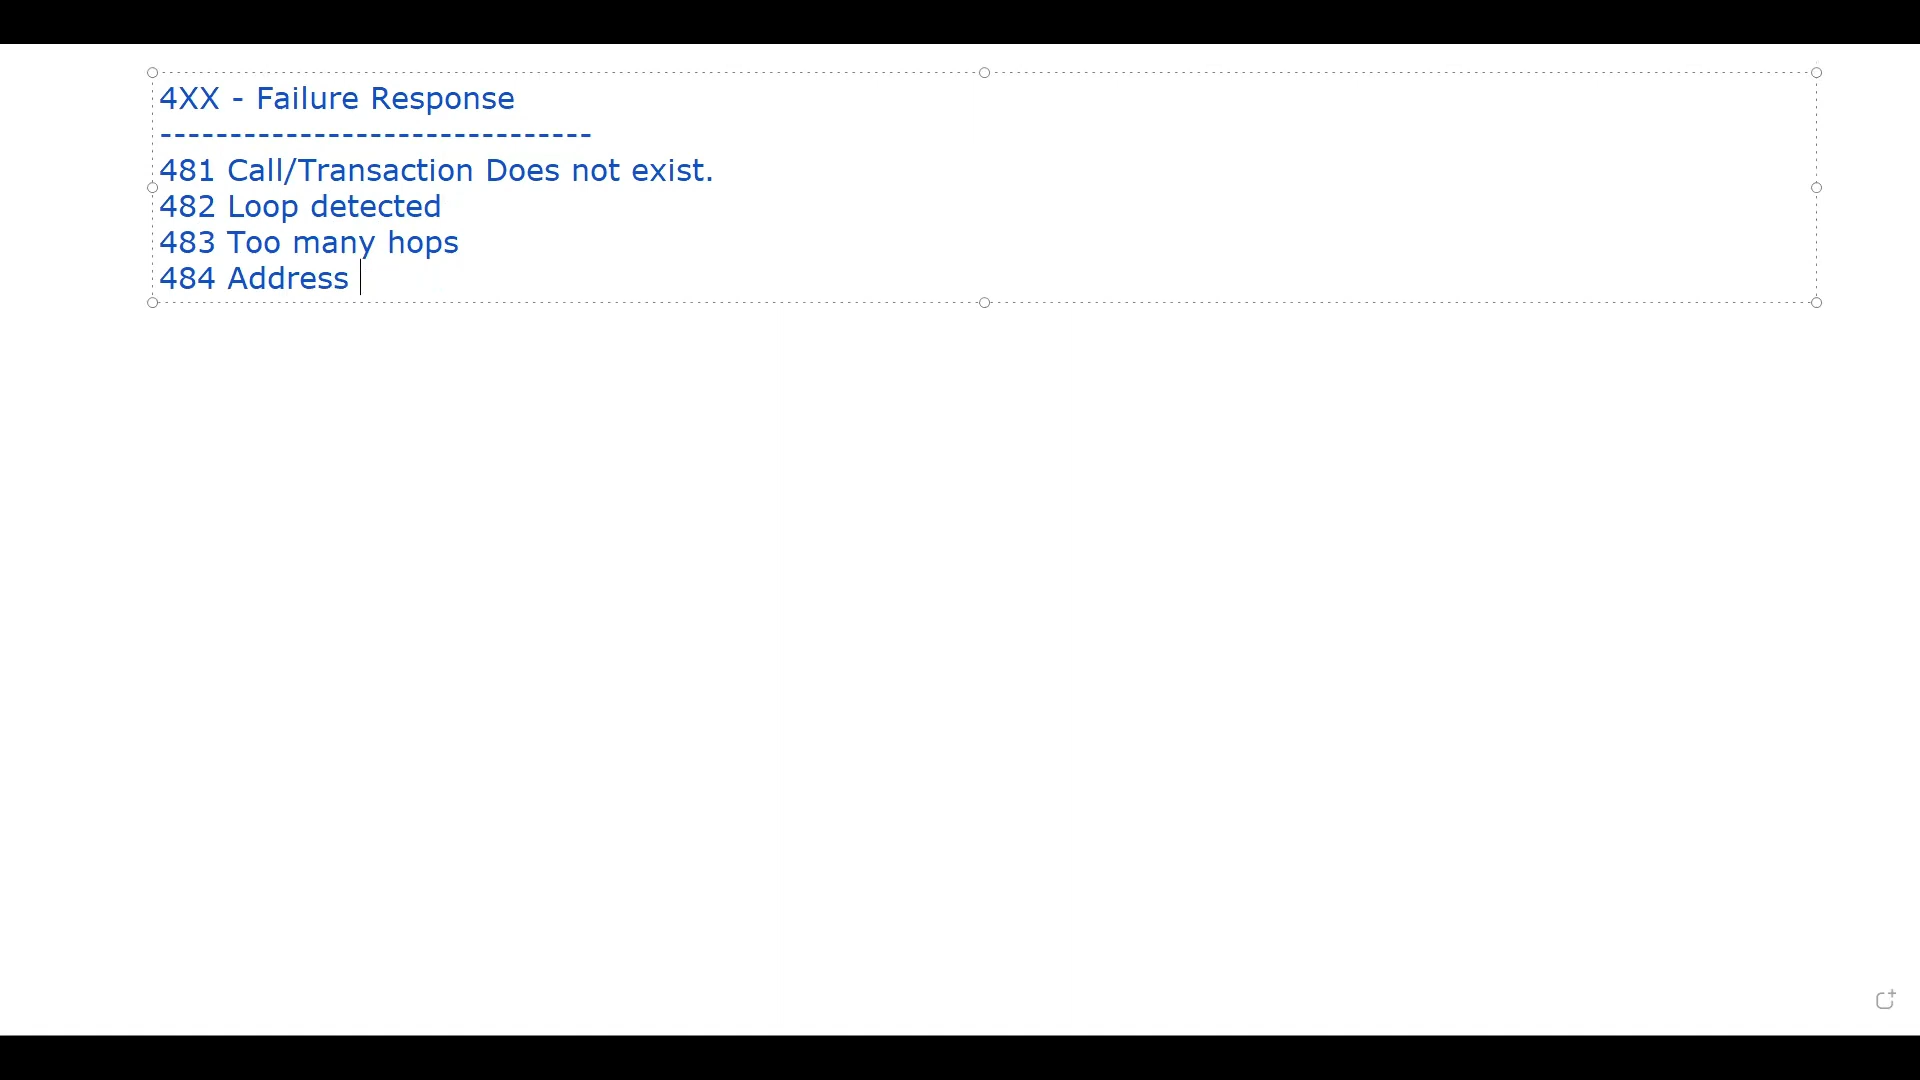 4XX - Failure Response
-------------------------------
481 Call/Transaction Does not exist.
482 Loop detected
483 Too many hops
484 Address